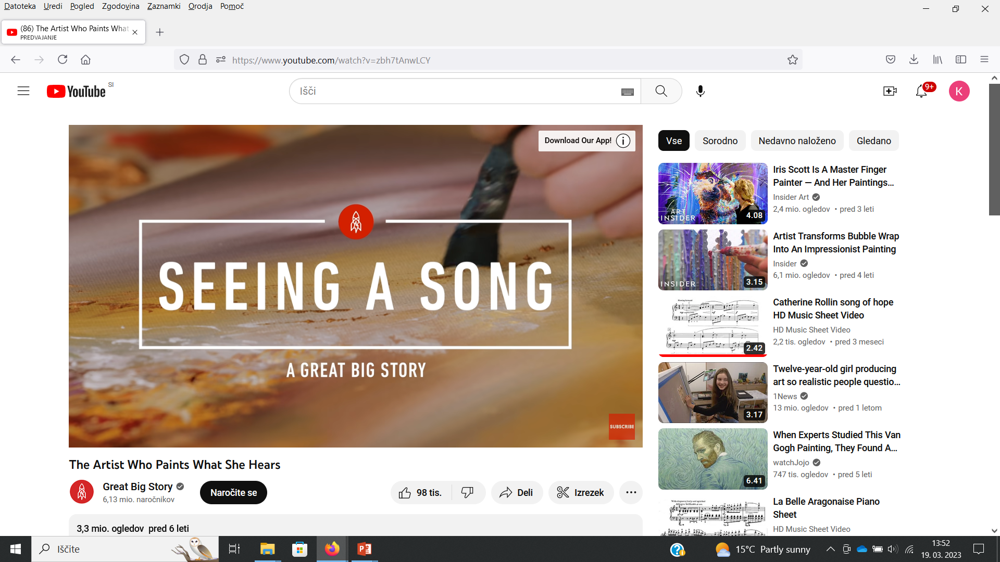 Datoteka Uredi Pogled Zgodovina Zaznamki Orodja Pomoč
(86) The Artist Who Paints What
PREDVAJANJE
https://www.youtube.com/watch?v=zbh7tAnwLCY
YouTube SI
Išči
9+
K
Download Our App!
SEEING A SONG
A GREAT BIG STORY
SUBSCRIBE
The Artist Who Paints What She Hears
Great Big Story
6,13 mio. naročnikov
Naročite se
98 tis.
Deli
Izrezek
3,3 mio. ogledov pred 6 leti
Vse Sorodno Nedavno naloženo Gledano
ART
INSIDER
4.08
Iris Scott Is A Master Finger
Painter — And Her Paintings...
Insider Art
2,4 mio. ogledov • pred 3 leti
INSIDER
3.15
Artist Transforms Bubble Wrap
Into An Impressionist Painting
Insider
6,1 mio. ogledov • pred 4 leti
Flowing forward
2.42
Catherine Rollin song of hope
HD Music Sheet Video
HD Music Sheet Video
2,2 tis. ogledov • pred 3 meseci
3.17
Twelve-year-old girl producing
art so realistic people questio...
1News
13 mio. ogledov • pred 1 letom
6.41
When Experts Studied This Van
Gogh Painting, They Found A...
watchJojo
747 tis. ogledov • pred 5 leti
With elegance, lively and spirited
Allegro brillante
La Belle Aragonaise Piano
Sheet
HD Music Sheet Video
Iščite
15°C Partly sunny
13:52
19. 03. 2023